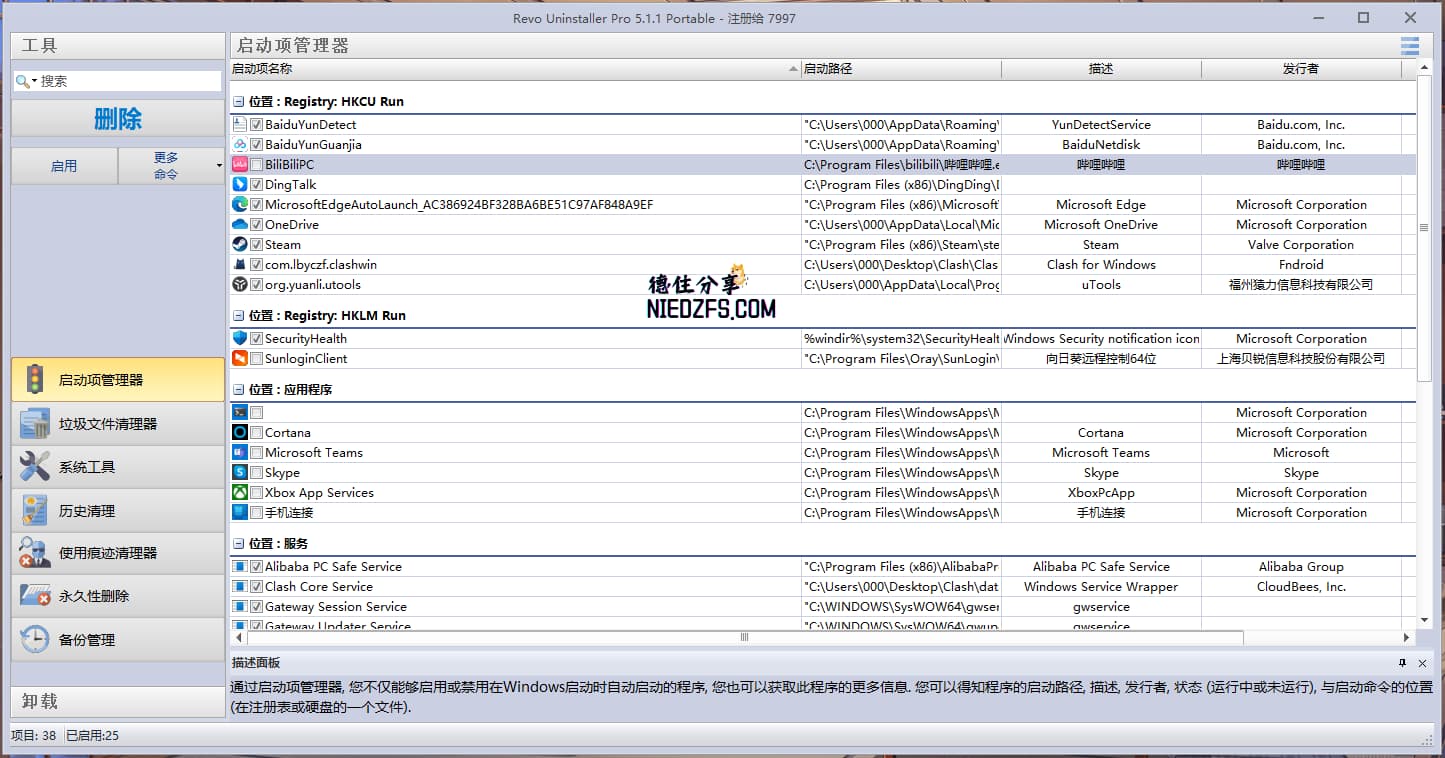 Revo Uninstaller Pro 5.1.1 Portable - 注册给 7997
工具
搜索
删除
启用
更多
命令
启动项管理器
垃圾文件清理器
系统工具
历史清理
使用痕迹清理器
永久性删除
备份管理
卸载
启动项管理器
启动项名称 启动路径 描述 发行者
位置 : Registry: HKCU Run
BaiduYunDetect "C:\Users\000\AppData\Roaming\ YunDetectService Baidu.com, Inc.
BaiduYunGuanjia "C:\Users\000\AppData\Roaming\ BaiduNetdisk Baidu.com, Inc.
BiliBiliPC C:\Program Files\bilibili\哔哩哔哩.e 哔哩哔哩 哔哩哔哩
DingTalk C:\Program Files (x86)\DingDing\
MicrosoftEdgeAutoLaunch_AC386924BF328BA6BE51C97AF848A9EF "C:\Program Files (x86)\Microsoft\ Microsoft Edge Microsoft Corporation
OneDrive "C:\Users\000\AppData\Local\Mic Microsoft OneDrive Microsoft Corporation
Steam "C:\Program Files (x86)\Steam\ste Steam Valve Corporation
com.lbyczf.clashwin C:\Users\000\Desktop\Clash\Clas Clash for Windows Fndroid
org.yuanli.utools C:\Users\000\AppData\Local\Prog uTools 福州猿力信息科技有限公司
德住分享
NIEDZFS.COM
位置 : Registry: HKLM Run
SecurityHealth %windir%\system32\SecurityHealt Windows Security notification icon Microsoft Corporation
SunloginClient "C:\Program Files\Oray\SunLogin\ 向日葵远程控制64位 上海贝锐信息科技股份有限公司
位置 : 应用程序
C:\Program Files\WindowsApps\M Microsoft Corporation
Cortana C:\Program Files\WindowsApps\M Cortana Microsoft Corporation
Microsoft Teams C:\Program Files\WindowsApps\M Microsoft Teams Microsoft
Skype C:\Program Files\WindowsApps\M Skype Skype
Xbox App Services C:\Program Files\WindowsApps\M XboxPcApp Microsoft Corporation
手机连接 C:\Program Files\WindowsApps\M 手机连接 Microsoft Corporation
位置 : 服务
Alibaba PC Safe Service "C:\Program Files (x86)\AlibabaPr Alibaba PC Safe Service Alibaba Group
Clash Core Service "C:\Users\000\Desktop\Clash\dat Windows Service Wrapper CloudBees, Inc.
Gateway Session Service "C:\WINDOWS\SysWOW64\gwser gwservice
Gateway Updater Service "C:\WINDOWS\SysWOW64\gwup gwservice
描述面板
通过启动项管理器, 您不仅能够启用或禁用在Windows启动时自动启动的程序, 您也可以获取此程序的更多信息. 您可以得知程序的启动路径, 描述, 发行者, 状态 (运行中或未运行), 与启动命令的位置
(在注册表或硬盘的一个文件).
项目: 38 已启用:25